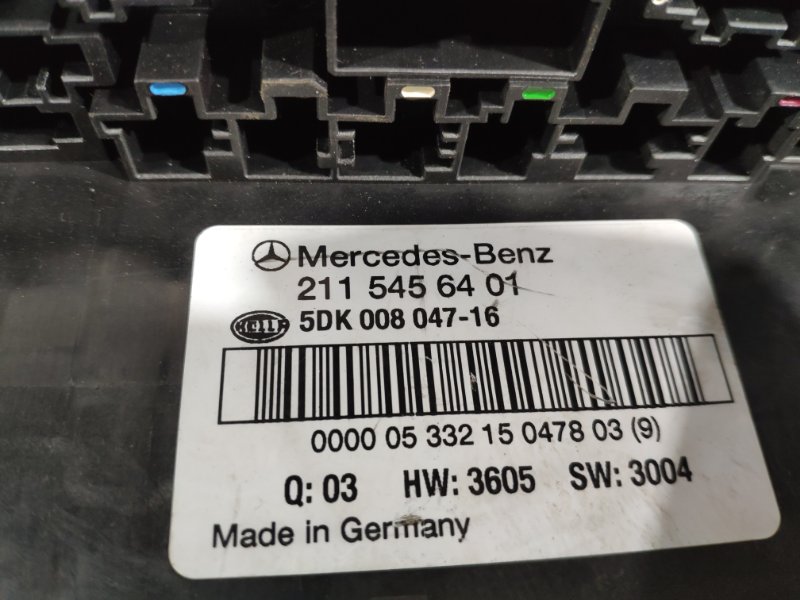 Mercedes-Benz
211 545 64 01
HELLA 5DK 008 047-16
0000 05 332 15 0478 03 (9)
Q: 03 HW: 3605 SW: 3004
Made in Germany